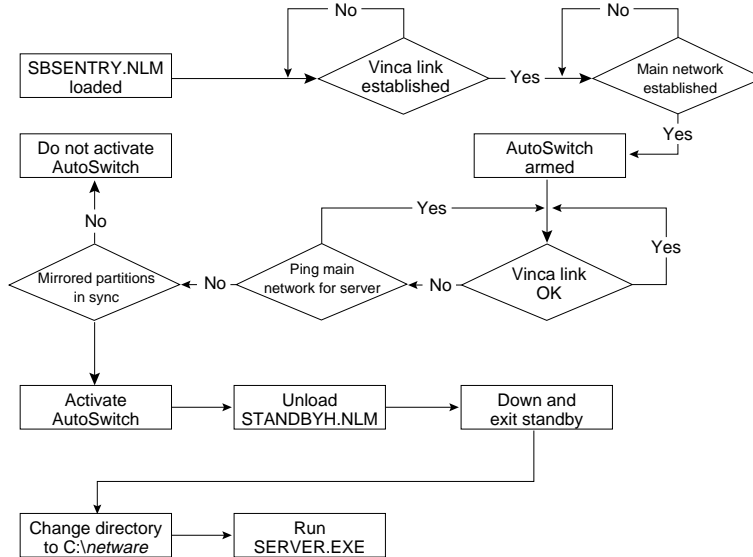 No
No
SBSENTRY.NLM
loaded
Vinca link
established
Yes
Main network
established
Yes
Do not activate
AutoSwitch
AutoSwitch
armed
No
Yes
Yes
Mirrored partitions
in sync
No
Ping main
network for server
No
Vinca link
OK
Activate
AutoSwitch
Unload
STANDBYH.NLM
Down and
exit standby
Change directory
to C:\netware
Run
SERVER.EXE